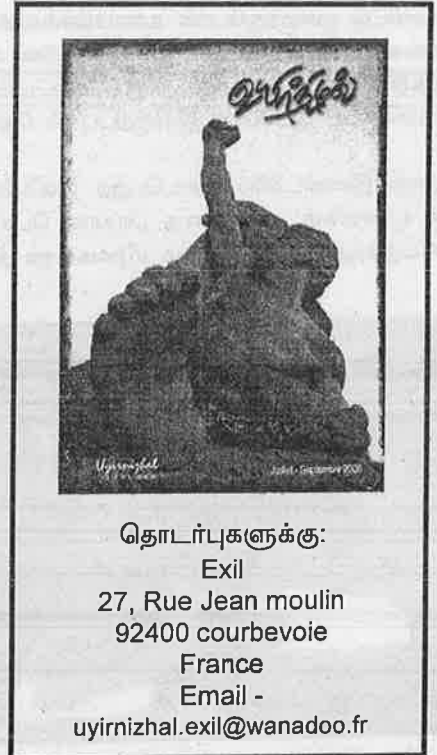 உயிர்நிழல்
Uyirnizhal
தொடர்புகளுக்கு:
Exil
27, Rue Jean moulin
92400 courbevoie
France
Email -
uyirnizhal.exil@wanadoo.fr